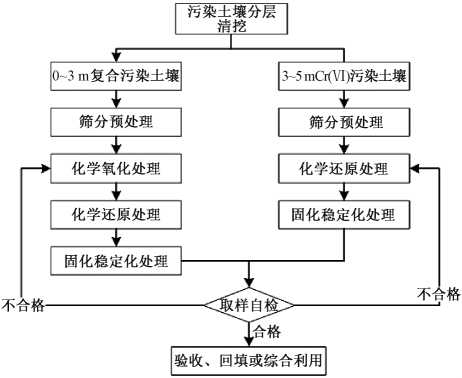 污染土壤分层
清挖
0~3 m复合污染土壤
3~5 mCr(Ⅵ)污染土壤
筛分预处理
筛分预处理
化学氧化处理
化学还原处理
化学还原处理
固化稳定化处理
固化稳定化处理
不合格
取样自检
不合格
合格
验收、回填或综合利用